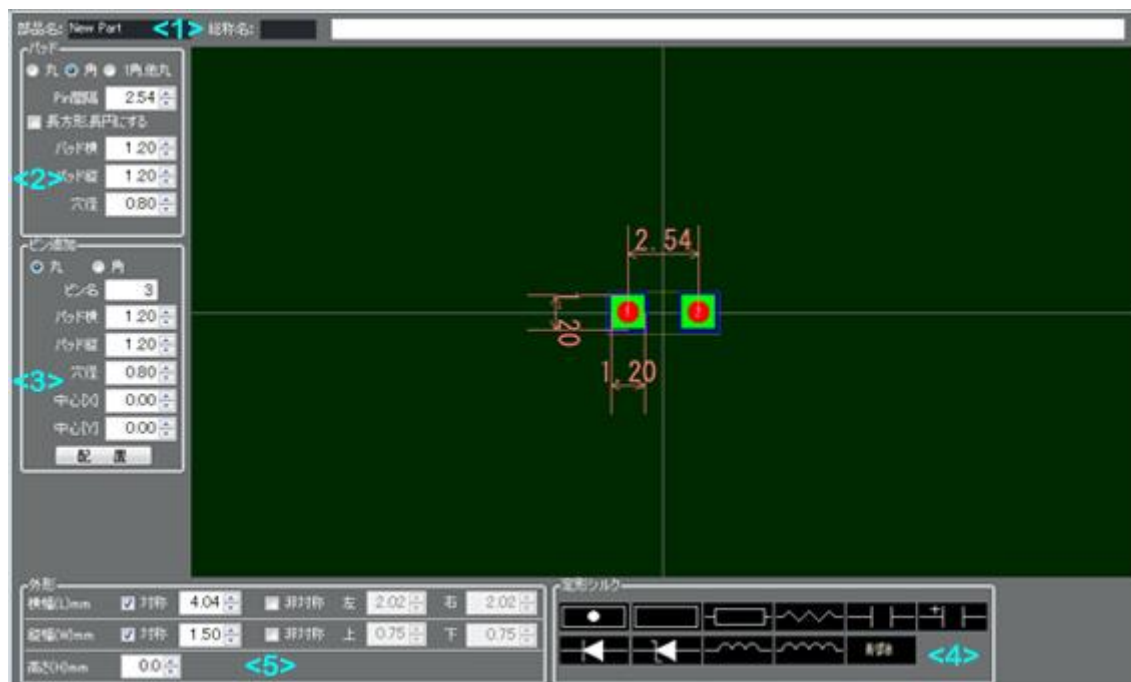 部品名: New Part <1> 総称名:
パッド
丸 角 1角,他丸
Pin間隔 2.54
長方形,長円にする
パッド横 1.20
<2> パッド縦 1.20
穴径 0.80
ピン追加
丸 角
ピン名 3
パッド横 1.20
パッド縦 1.20
<3> 穴径 0.80
中心[X] 0.00
中心[Y] 0.00
配 置
2.54
1.20
1.20
1
2
外形
横幅(L)mm 対称 4.04 非対称 左 2.02 右 2.02
縦幅(W)mm 対称 1.50 非対称 上 0.75 下 0.75
高さ(H)mm 0.0 <5>
定形シルク
<4>